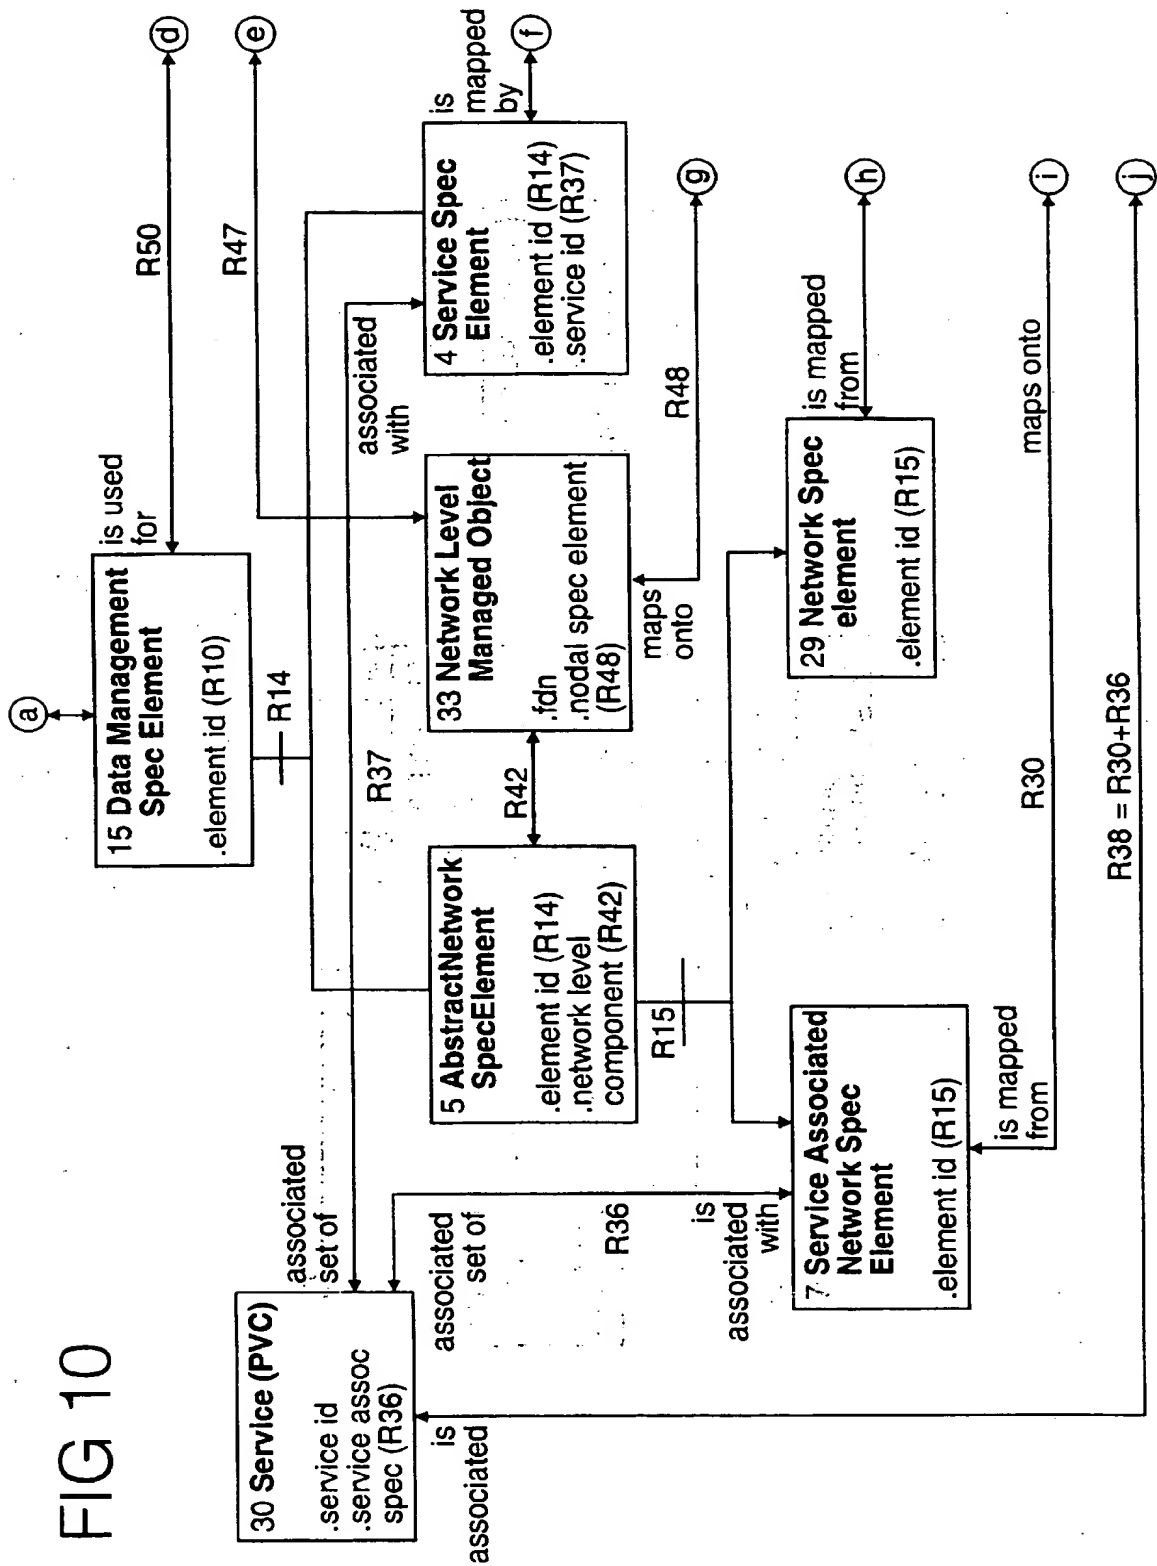 FIG 10
a
d
e
f
g
h
i
j
15 Data Management
Spec Element
.element id (R10)
is used
for
R50
R47
R14
30 Service (PVC)
.service id
.service assoc
spec (R36)
associated
set of
R37
associated
with
4 Service Spec
Element
.element id (R14)
.service id (R37)
is
mapped
by
5 AbstractNetwork
SpecElement
.element id (R14)
.network level
component (R42)
R42
33 Network Level
Managed Object
.fdn
.nodal spec element
(R48)
maps
onto
R48
is
associated
associated
set of
R36
is
associated
with
R15
7 Service Associated
Network Spec
Element
.element id (R15)
29 Network Spec
element
.element id (R15)
is mapped
from
is mapped
from
R30
maps onto
R38 = R30+R36